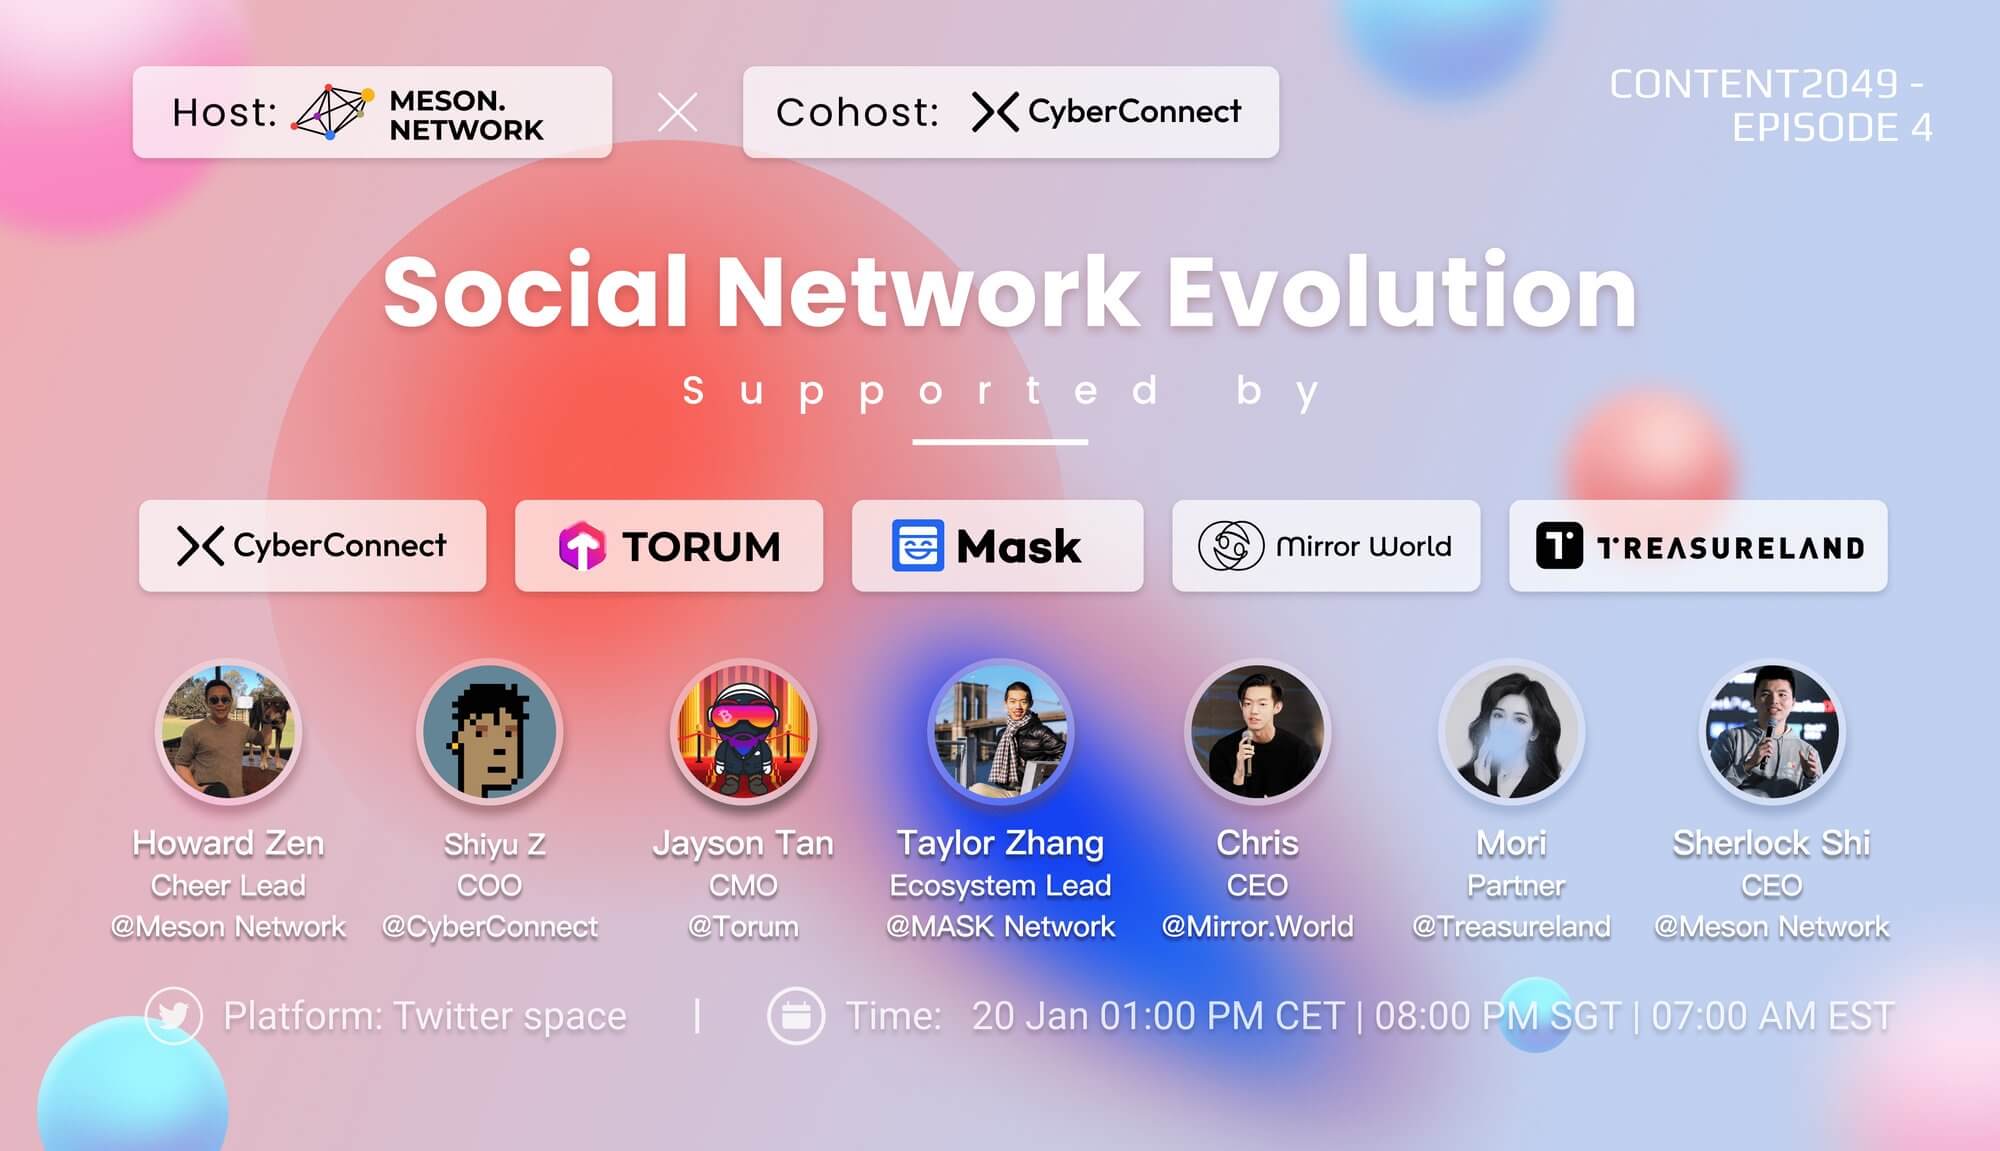 Host: MESON. NETWORK
Cohost: CyberConnect
CONTENT2049 -
EPISODE 4
Social Network Evolution
Supported by
CyberConnect
TORUM
Mask
Mirror World
TREASURELAND
Howard Zen
Cheer Lead
@Meson Network
Shiyu Z
COO
@CyberConnect
Jayson Tan
CMO
@Torum
Taylor Zhang
Ecosystem Lead
@MASK Network
Chris
CEO
@Mirror.World
Mori
Partner
@Treasureland
Sherlock Shi
CEO
@Meson Network
Platform: Twitter space | Time: 20 Jan 01:00 PM CET | 08:00 PM SGT | 07:00 AM EST